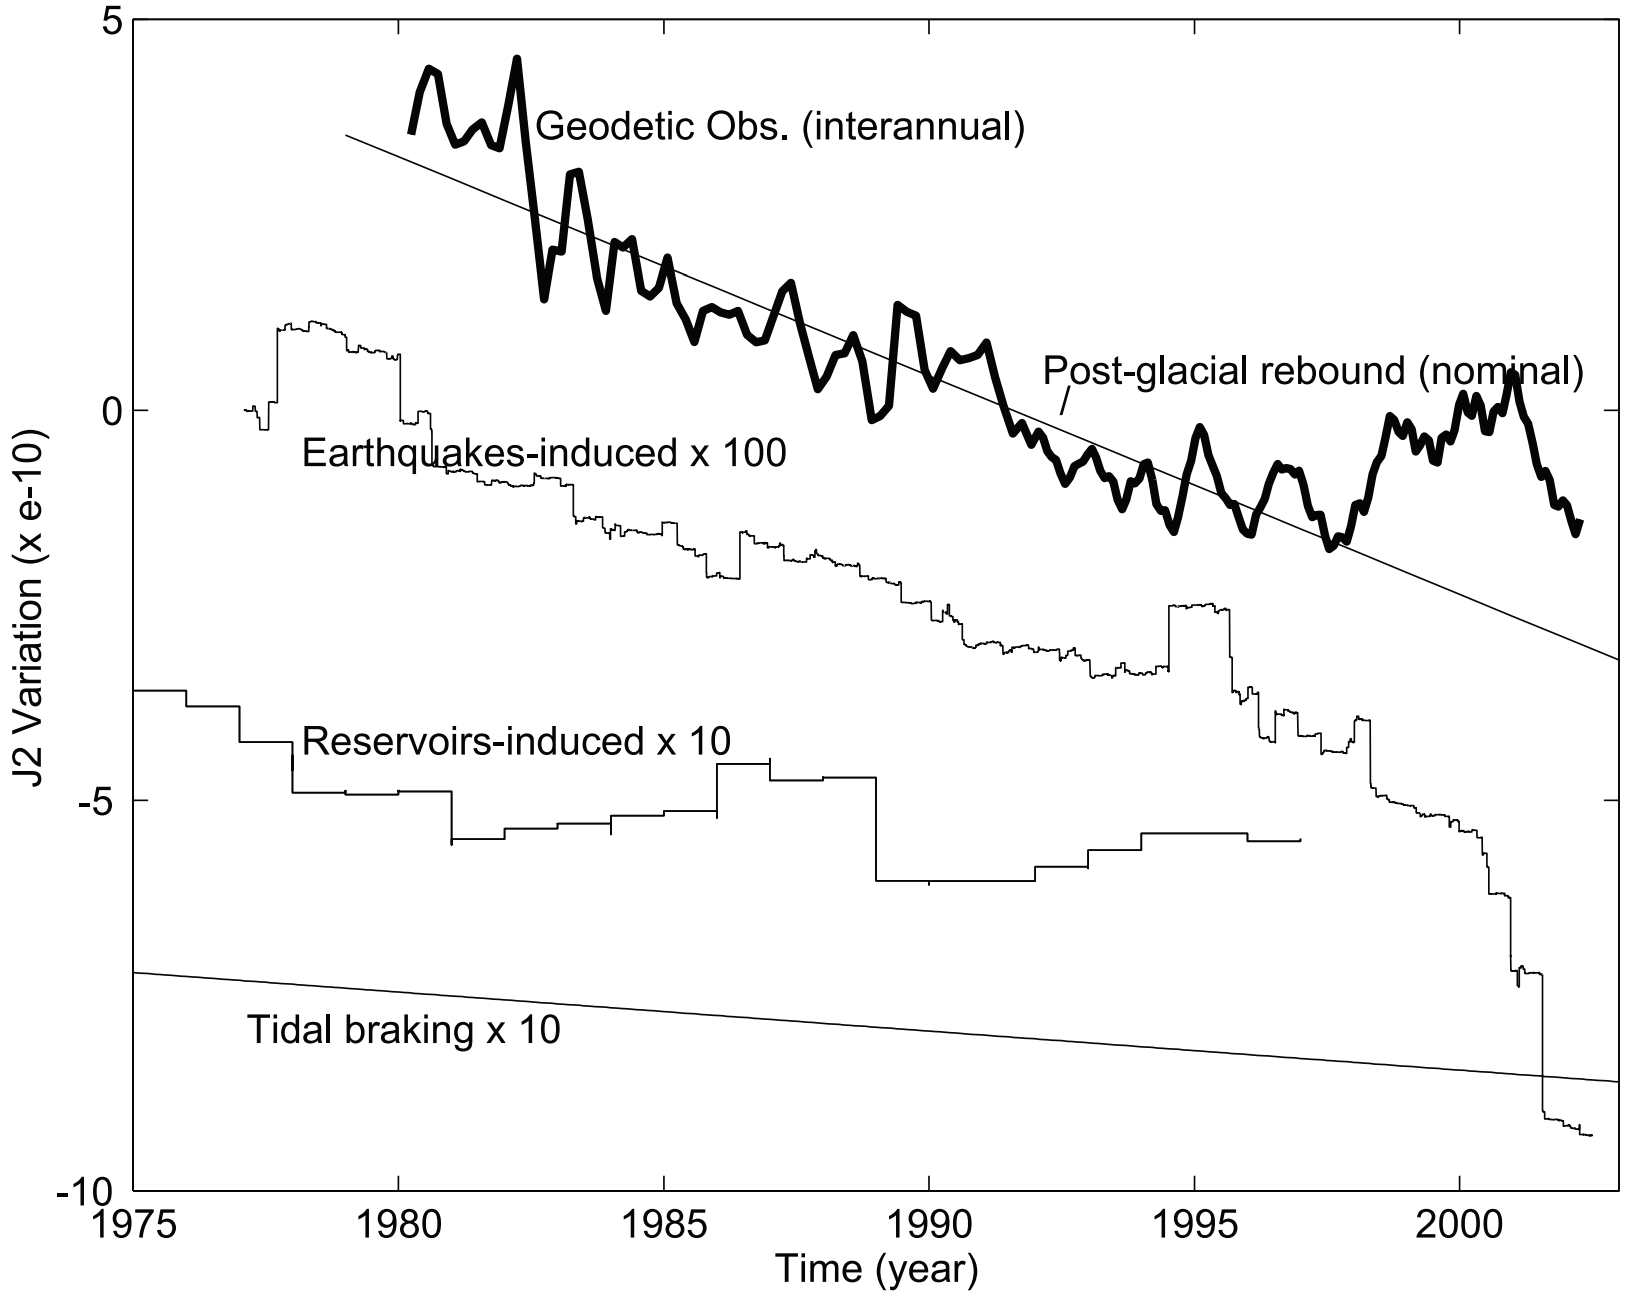 5
Geodetic Obs. (interannual)
Post-glacial rebound (nominal)
0
Earthquakes-induced x 100
J2 Variation (x e-10)
Reservoirs-induced x 10
-5
Tidal braking x 10
-10
1975 1980 1985 1990 1995 2000
Time (year)